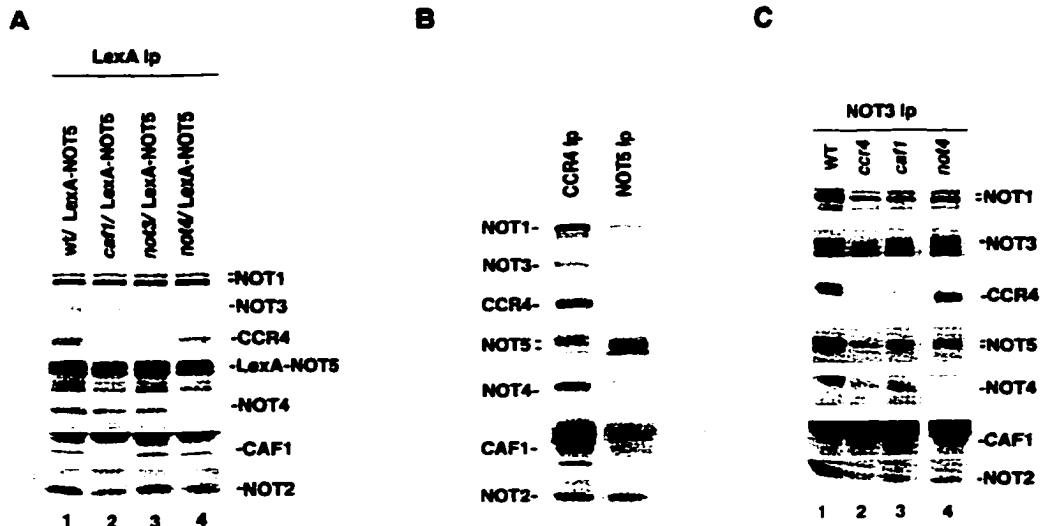 A
LexA Ip
wt/ LexA-NOT5
caf1/ LexA-NOT5
not3/ LexA-NOT5
not4/ LexA-NOT5
=NOT1
-NOT3
-CCR4
-LexA-NOT5
-NOT4
-CAF1
-NOT2
1 2 3 4
B
CCR4 Ip
NOT5 Ip
NOT1-
NOT3-
CCR4-
NOT5=
NOT4-
CAF1-
NOT2-
C
NOT3 Ip
WT
ccr4
caf1
not4
=NOT1
-NOT3
-CCR4
=NOT5
-NOT4
-CAF1
-NOT2
1 2 3 4